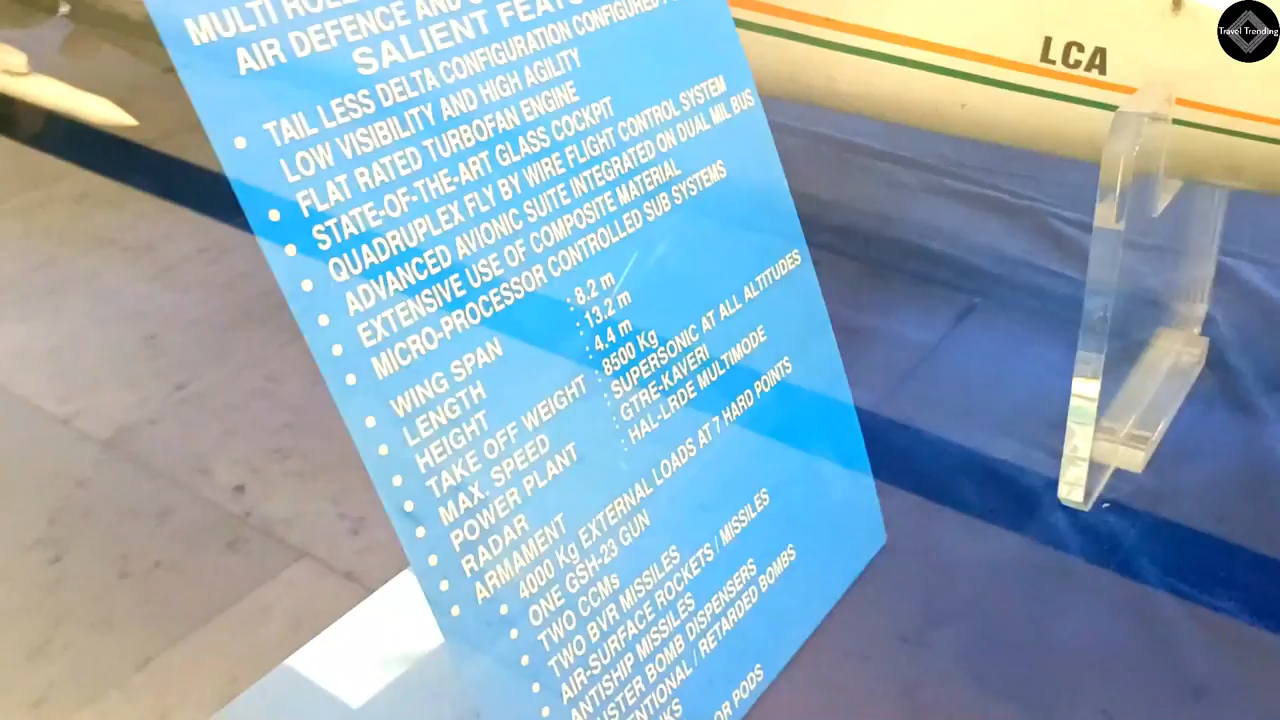 MULTI ROLE
AIR DEFENCE AND
SALIENT
TAIL LESS DELTA CONFIGURATION CONFIGURED
LOW VISIBILITY AND HIGH AGILITY
FLAT RATED TURBOFAN ENGINE
STATE-OF-THE-ART GLASS COCKPIT
QUADRUPLEX FLY BY WIRE FLIGHT CONTROL SYSTEM
ADVANCED AVIONIC SUITE INTEGRATED ON DUAL MIL BUS
EXTENSIVE USE OF COMPOSITE MATERIAL
MICRO-PROCESSOR CONTROLLED SUB SYSTEMS
WING SPAN : 8.2 m
LENGTH : 13.2 m
HEIGHT : 4.4 m
TAKE OFF WEIGHT : 8500 Kg
MAX. SPEED : SUPERSONIC AT ALL ALTITUDES
POWER PLANT : GTRE-KAVERI
RADAR : HAL-LRDE MULTIMODE
ARMAMENT
4000 Kg EXTERNAL LOADS AT 7 HARD POINTS
ONE GSH-23 GUN
TWO CCMs
TWO BVR MISSILES
AIR-SURFACE ROCKETS / MISSILES
ANTISHIP MISSILES
BOMB DISPENSERS
/ RETARDED BOMBS
OR PODS
LCA
Travel Trending